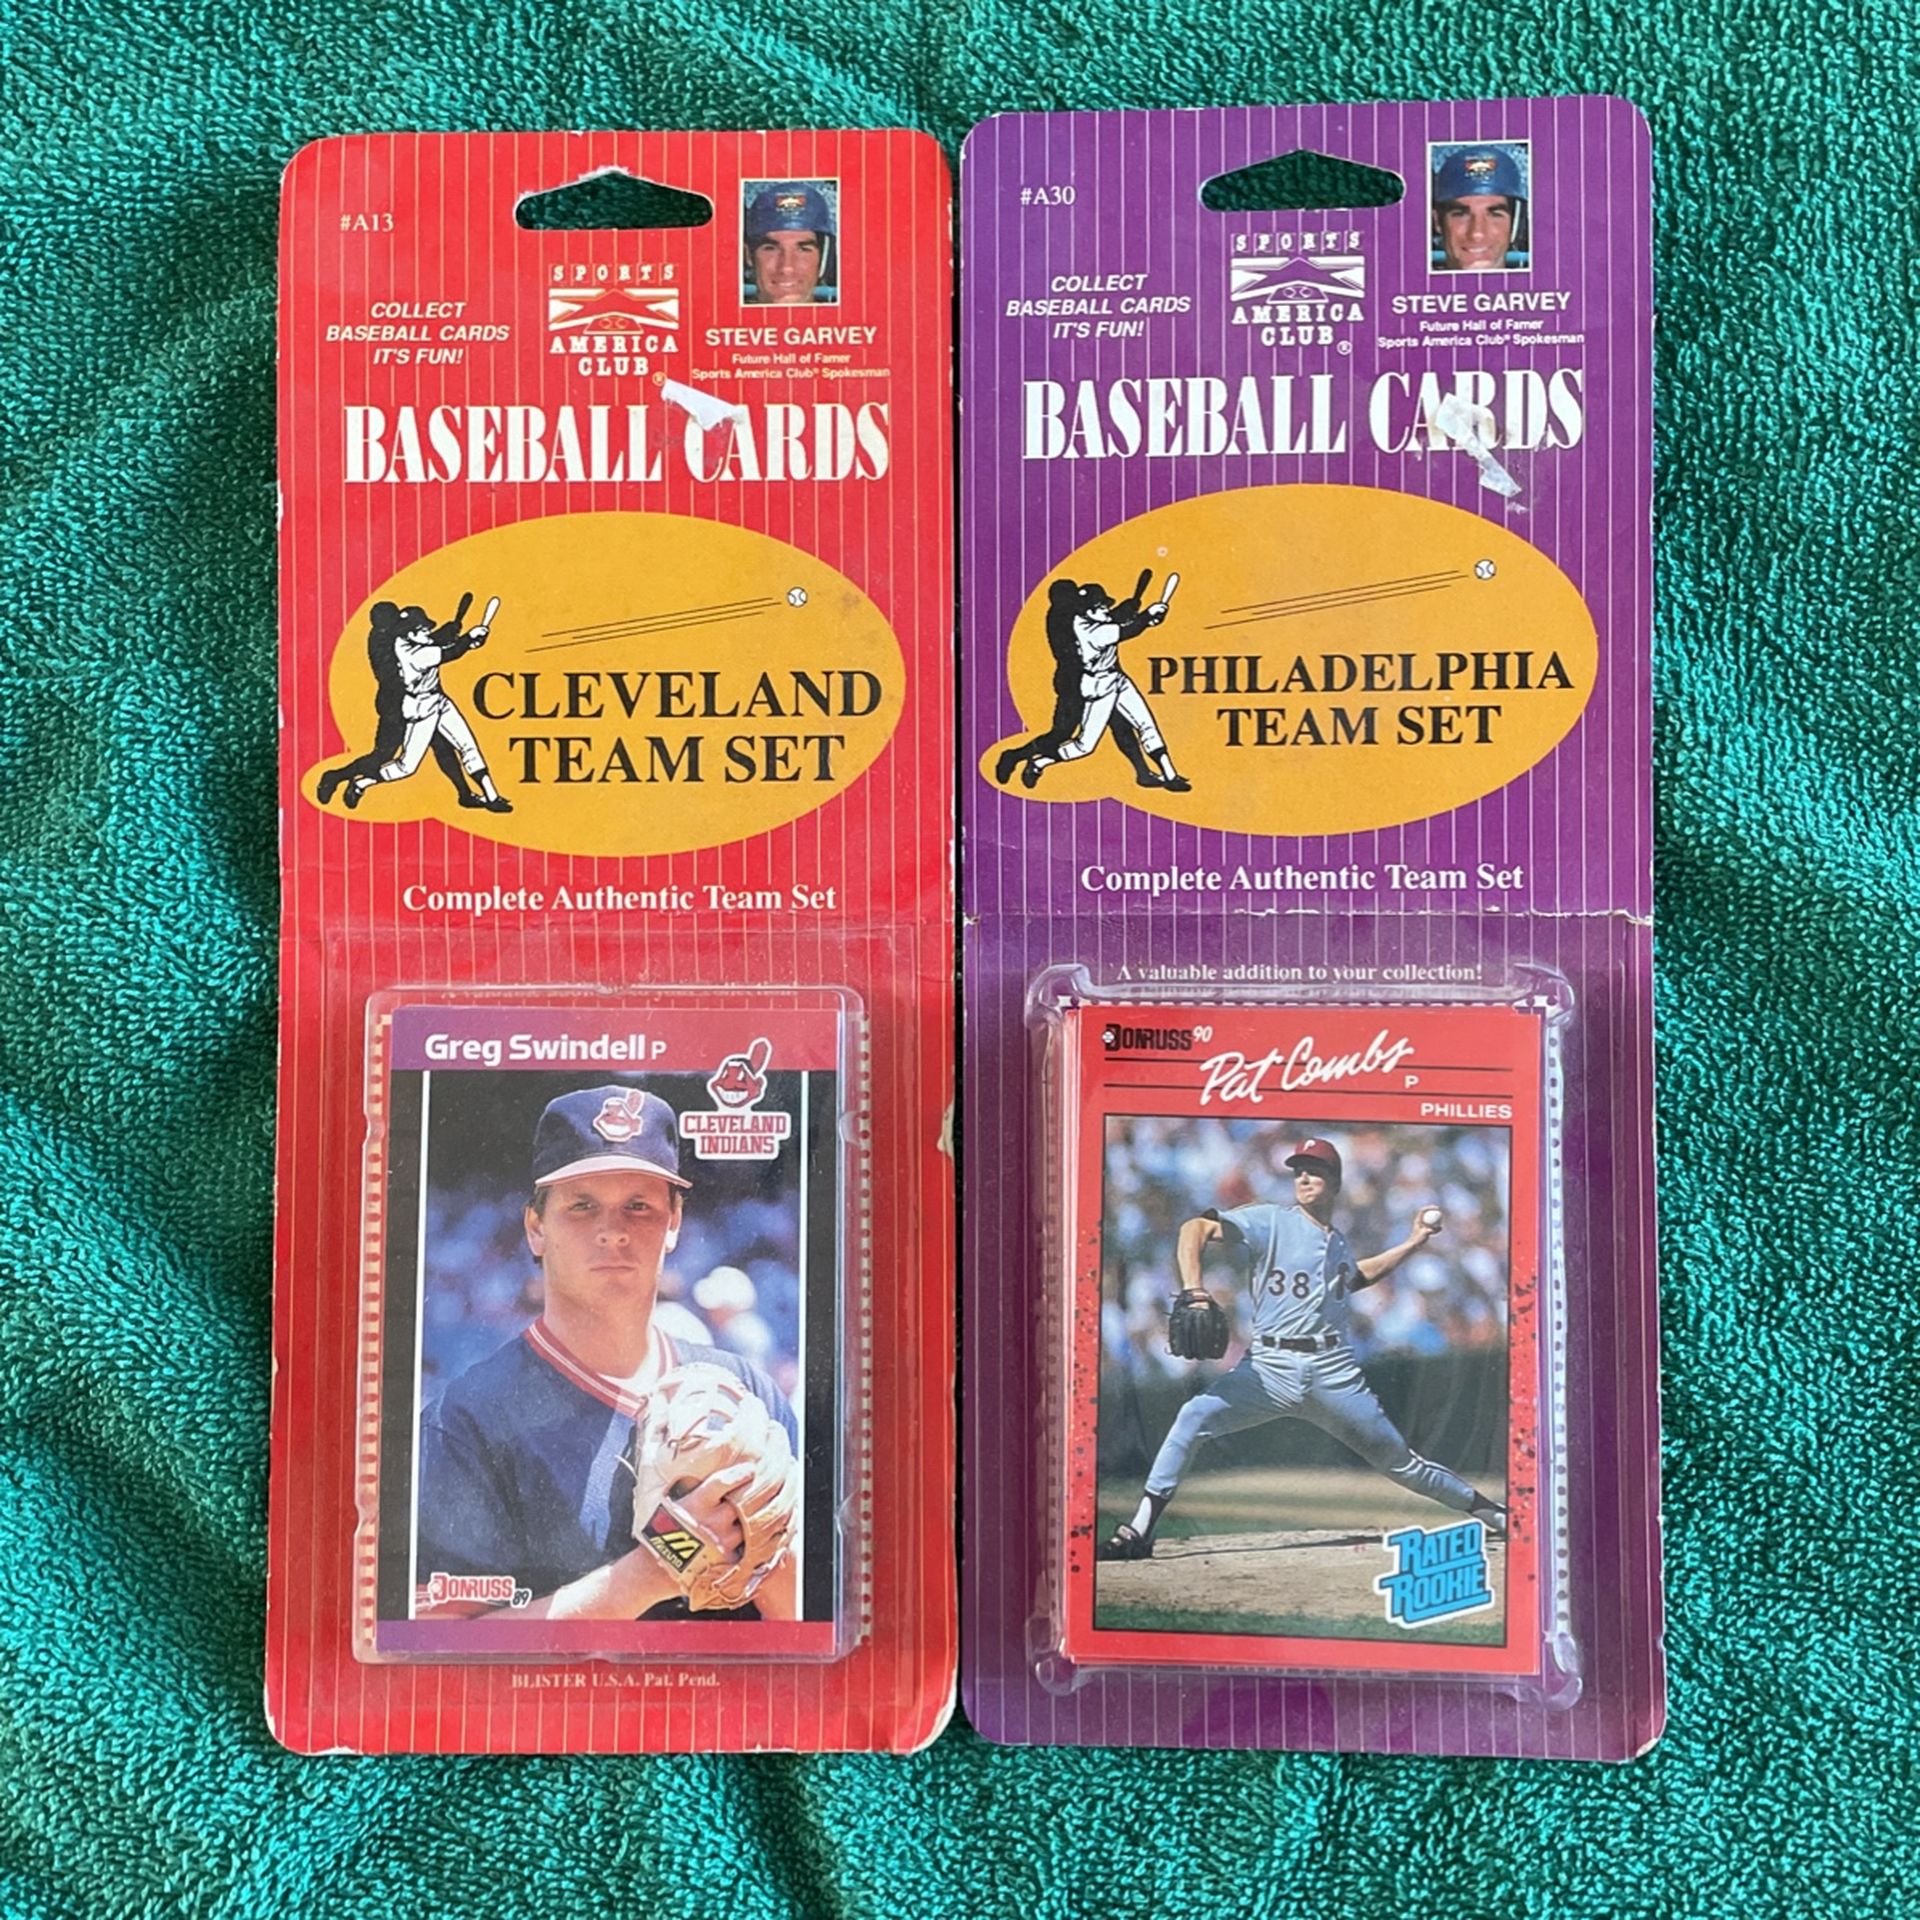 #A13
COLLECT
BASEBALL CARDS
IT'S FUN!
SPORTS
AMERICA
CLUB®
STEVE GARVEY
Future Hall of Famer
Sports America Club® Spokesman
BASEBALL CARDS
CLEVELAND
TEAM SET
Complete Authentic Team Set
Greg Swindell P
CLEVELAND
INDIANS
MIZUNO
DONRUSS 89
BLISTER U.S.A. Pat. Pend.
#A30
COLLECT
BASEBALL CARDS
IT'S FUN!
SPORTS
AMERICA
CLUB®
STEVE GARVEY
Future Hall of Famer
Sports America Club® Spokesman
BASEBALL CARDS
PHILADELPHIA
TEAM SET
Complete Authentic Team Set
A valuable addition to your collection!
DONRUSS 90
Pat Combs
P
PHILLIES
P
38
RATED
ROOKIE